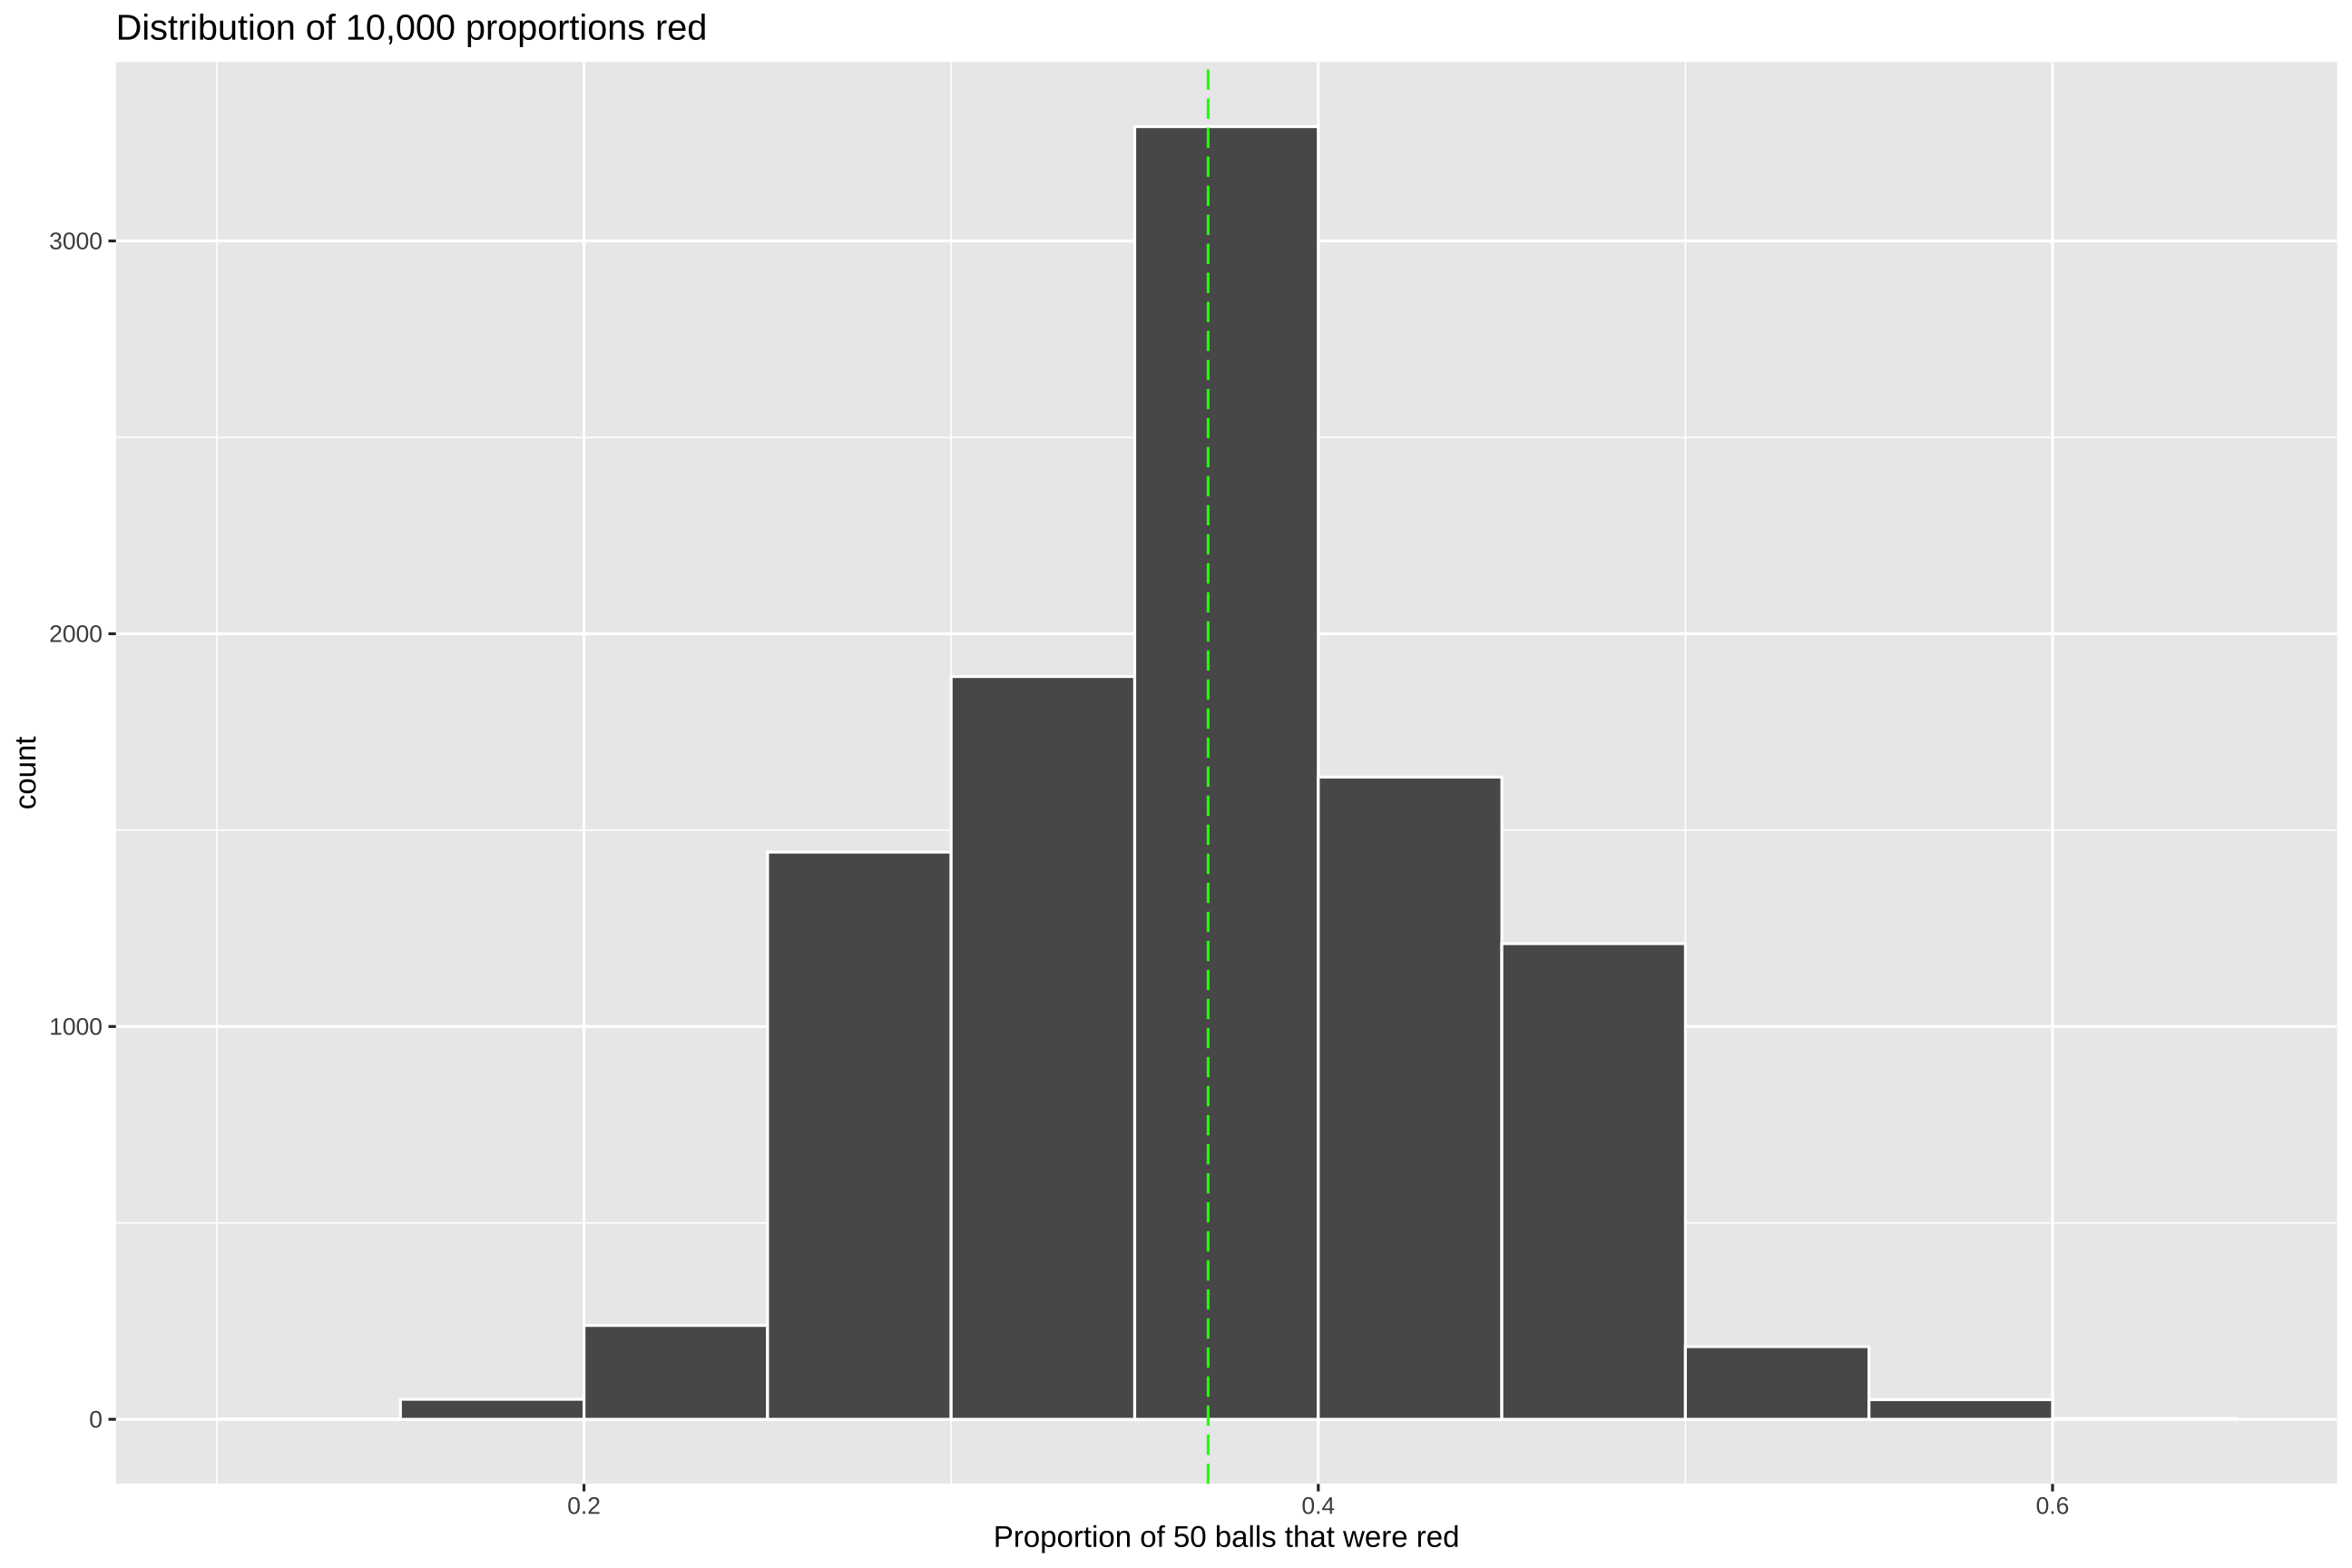 Distribution of 10,000 proportions red
count
3000
2000
1000
0
0.2 0.4 0.6
Proportion of 50 balls that were red